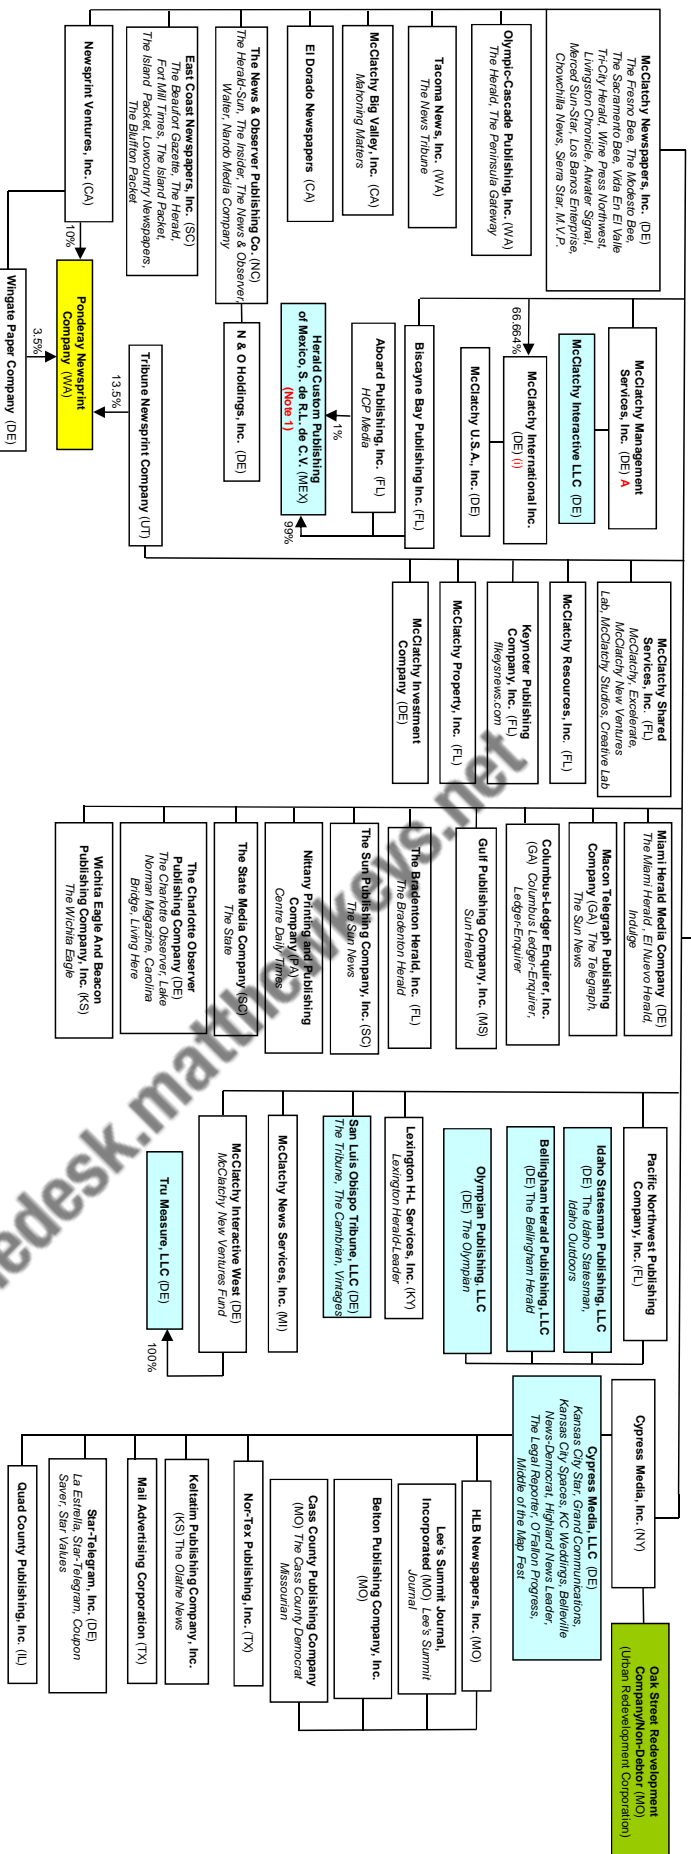 McClatchy Newspapers, Inc. (DE)
The Fresno Bee, The Modesto Bee,
The Sacramento Bee, Vida En El Valle
Tri-City Herald, Wine Press Northwest,
Livingston Chronicle, Atwater Signal,
Merced Sun-Star, Los Banos Enterprise,
Chowchilla News, Sierra Star, M.V.P.
Olympic-Cascade Publishing, Inc. (WA)
The Herald, The Peninsula Gateway
Tacoma News, Inc. (WA)
The News Tribune
McClatchy Big Valley, Inc. (CA)
Mahoning Matters
El Dorado Newspapers (CA)
The News & Observer Publishing Co. (NC)
The Herald-Sun, The Insider, The News & Observer,
Walter, Nando Media Company
East Coast Newspapers, Inc. (SC)
The Beaufort Gazette, The Herald,
Fort Mill Times, The Island Packet,
The Island Packet, Lowcountry Newspapers,
The Bluffton Packet
Newsprint Ventures, Inc. (CA)
10%
McClatchy Management
Services, Inc. (DE) A
McClatchy Interactive LLC (DE)
66.664%
McClatchy International Inc.
(DE) (i)
McClatchy U.S.A., Inc. (DE)
Biscayne Bay Publishing Inc. (FL)
Aboard Publishing, Inc. (FL)
HCP Media
1%
99%
Herald Custom Publishing
of Mexico, S. de R.L. de C.V. (MEX)
(Note 1)
N & O Holdings, Inc. (DE)
Tribune Newsprint Company (UT)
13.5%
Ponderay Newsprint
Company (WA)
3.5%
Wingate Paper Company (DE)
McClatchy Shared
Services, Inc. (FL)
McClatchy, Excelerate,
McClatchy New Ventures
Lab, McClatchy Studios, Creative Lab
McClatchy Resources, Inc. (FL)
Keynoter Publishing
Company, Inc. (FL)
flkeysnews.com
McClatchy Property, Inc. (FL)
McClatchy Investment
Company (DE)
Miami Herald Media Company (DE)
The Miami Herald, El Nuevo Herald,
Indulge
Macon Telegraph Publishing
Company (GA) The Telegraph,
The Sun News
Columbus-Ledger Enquirer, Inc.
(GA) Columbus Ledger-Enquirer,
Ledger-Enquirer
Gulf Publishing Company, Inc. (MS)
Sun Herald
The Bradenton Herald, Inc. (FL)
The Bradenton Herald
The Sun Publishing Company, Inc. (SC)
The Sun News
Nittany Printing and Publishing
Company (PA)
Centre Daily Times
The State Media Company (SC)
The State
The Charlotte Observer
Publishing Company (DE)
The Charlotte Observer, Lake
Norman Magazine, Carolina
Bridge, Living Here
Wichita Eagle And Beacon
Publishing Company, Inc. (KS)
The Wichita Eagle
Pacific Northwest Publishing
Company, Inc. (FL)
Idaho Statesman Publishing, LLC
(DE) The Idaho Statesman,
Idaho Outdoors
Bellingham Herald Publishing, LLC
(DE) The Bellingham Herald
Olympian Publishing, LLC
(DE) The Olympian
Lexington H-L Services, Inc. (KY)
Lexington Herald-Leader
San Luis Obispo Tribune, LLC (DE)
The Tribune, The Cambrian, Vintages
McClatchy News Services, Inc. (MI)
McClatchy Interactive West (DE)
McClatchy New Ventures Fund
100%
Tru Measure, LLC (DE)
Cypress Media, Inc. (NY)
Oak Street Redevelopment
Company/Non-Debtor (MO)
(Urban Redevelopment Corporation)
Cypress Media, LLC (DE)
Kansas City Star, Grand Communications,
Kansas City Spaces, KC Weddings, Belleville
News-Democrat, Highland News Leader,
The Legal Reporter, O'Fallon Progress,
Middle of the Map Fest
HLB Newspapers, Inc. (MO)
Lee's Summit Journal,
Incorporated (MO) Lee's Summit
Journal
Belton Publishing Company, Inc.
(MO)
Cass County Publishing Company
(MO) The Cass County Democrat
Missourian
Nor-Tex Publishing, Inc. (TX)
Keltatim Publishing Company, Inc.
(KS) The Olathe News
Mail Advertising Corporation (TX)
Star-Telegram, Inc. (DE)
La Estrella, Star-Telegram, Coupon
Saver, Star Values
Quad County Publishing, Inc. (IL)
edesk.matthewkeys.net